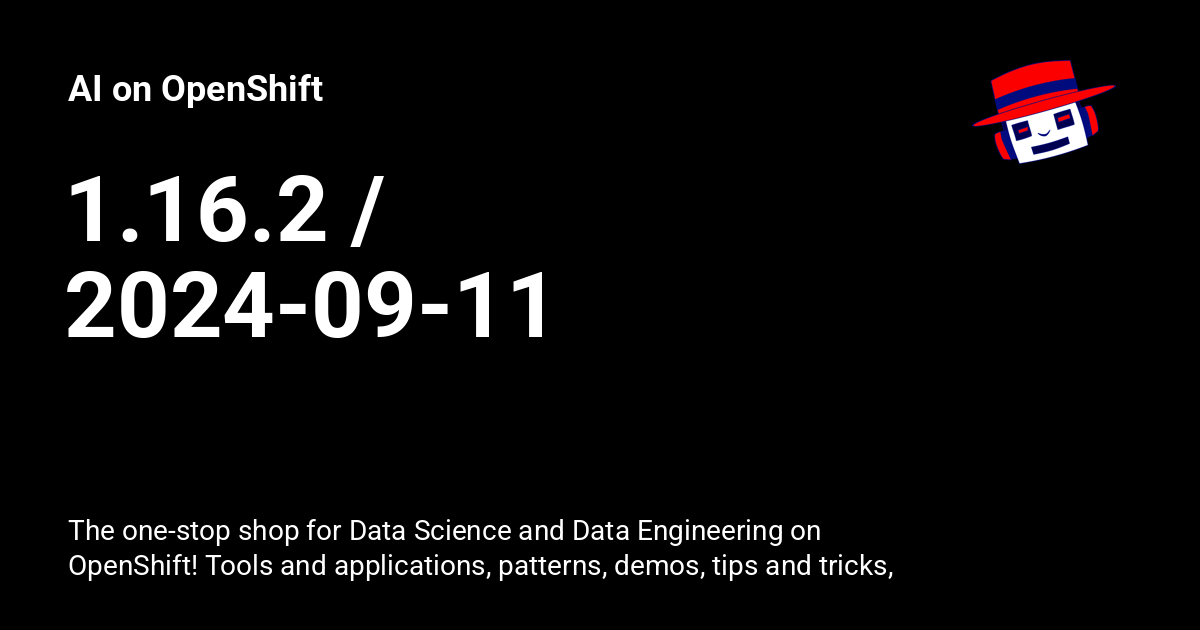 AI on OpenShift
1.16.2 /
2024-09-11
The one-stop shop for Data Science and Data Engineering on
OpenShift! Tools and applications, patterns, demos, tips and tricks,